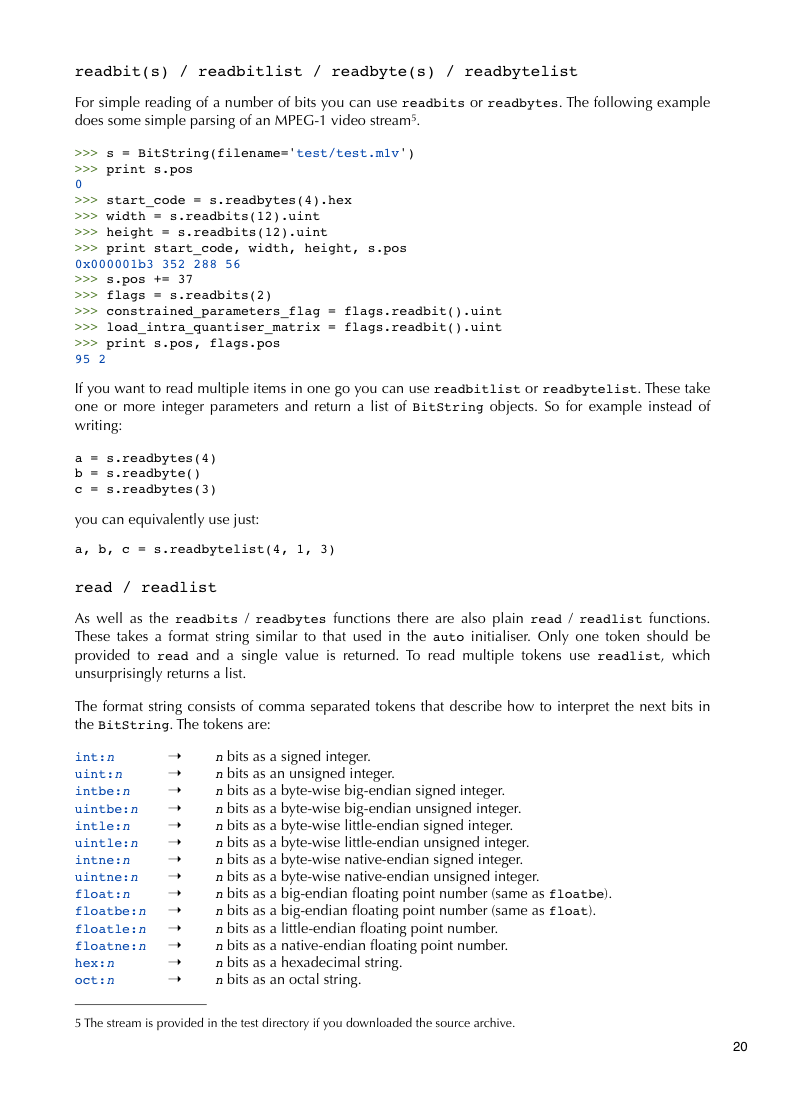 readbit(s) / readbitlist / readbyte(s) / readbytelist
For simple reading of a number of bits you can use readbits or readbytes. The following example
does some simple parsing of an MPEG-1 video stream5.
>>> s = BitString(filename='test/test.m1v')
>>> print s.pos
0
>>> start_code = s.readbytes(4).hex
>>> width = s.readbits(12).uint
>>> height = s.readbits(12).uint
>>> print start_code, width, height, s.pos
0x000001b3 352 288 56
>>> s.pos += 37
>>> flags = s.readbits(2)
>>> constrained_parameters_flag = flags.readbit().uint
>>> load_intra_quantiser_matrix = flags.readbit().uint
>>> print s.pos, flags.pos
95 2
If you want to read multiple items in one go you can use readbitlist or readbytelist. These take
one or more integer parameters and return a list of BitString objects. So for example instead of
writing:
a = s.readbytes(4)
b = s.readbyte()
c = s.readbytes(3)
you can equivalently use just:
a, b, c = s.readbytelist(4, 1, 3)
read / readlist
As well as the readbits / readbytes functions there are also plain read / readlist functions.
These takes a format string similar to that used in the auto initialiser. Only one token should be
provided to read and a single value is returned. To read multiple tokens use readlist, which
unsurprisingly returns a list.
The format string consists of comma separated tokens that describe how to interpret the next bits in
the BitString. The tokens are:
int:n → n bits as a signed integer.
uint:n → n bits as an unsigned integer.
intbe:n → n bits as a byte-wise big-endian signed integer.
uintbe:n → n bits as a byte-wise big-endian unsigned integer.
intle:n → n bits as a byte-wise little-endian signed integer.
uintle:n → n bits as a byte-wise little-endian unsigned integer.
intne:n → n bits as a byte-wise native-endian signed integer.
uintne:n → n bits as a byte-wise native-endian unsigned integer.
float:n → n bits as a big-endian floating point number (same as floatbe).
floatbe:n → n bits as a big-endian floating point number (same as float).
floatle:n → n bits as a little-endian floating point number.
floatne:n → n bits as a native-endian floating point number.
hex:n → n bits as a hexadecimal string.
oct:n → n bits as an octal string.
5 The stream is provided in the test directory if you downloaded the source archive.
20